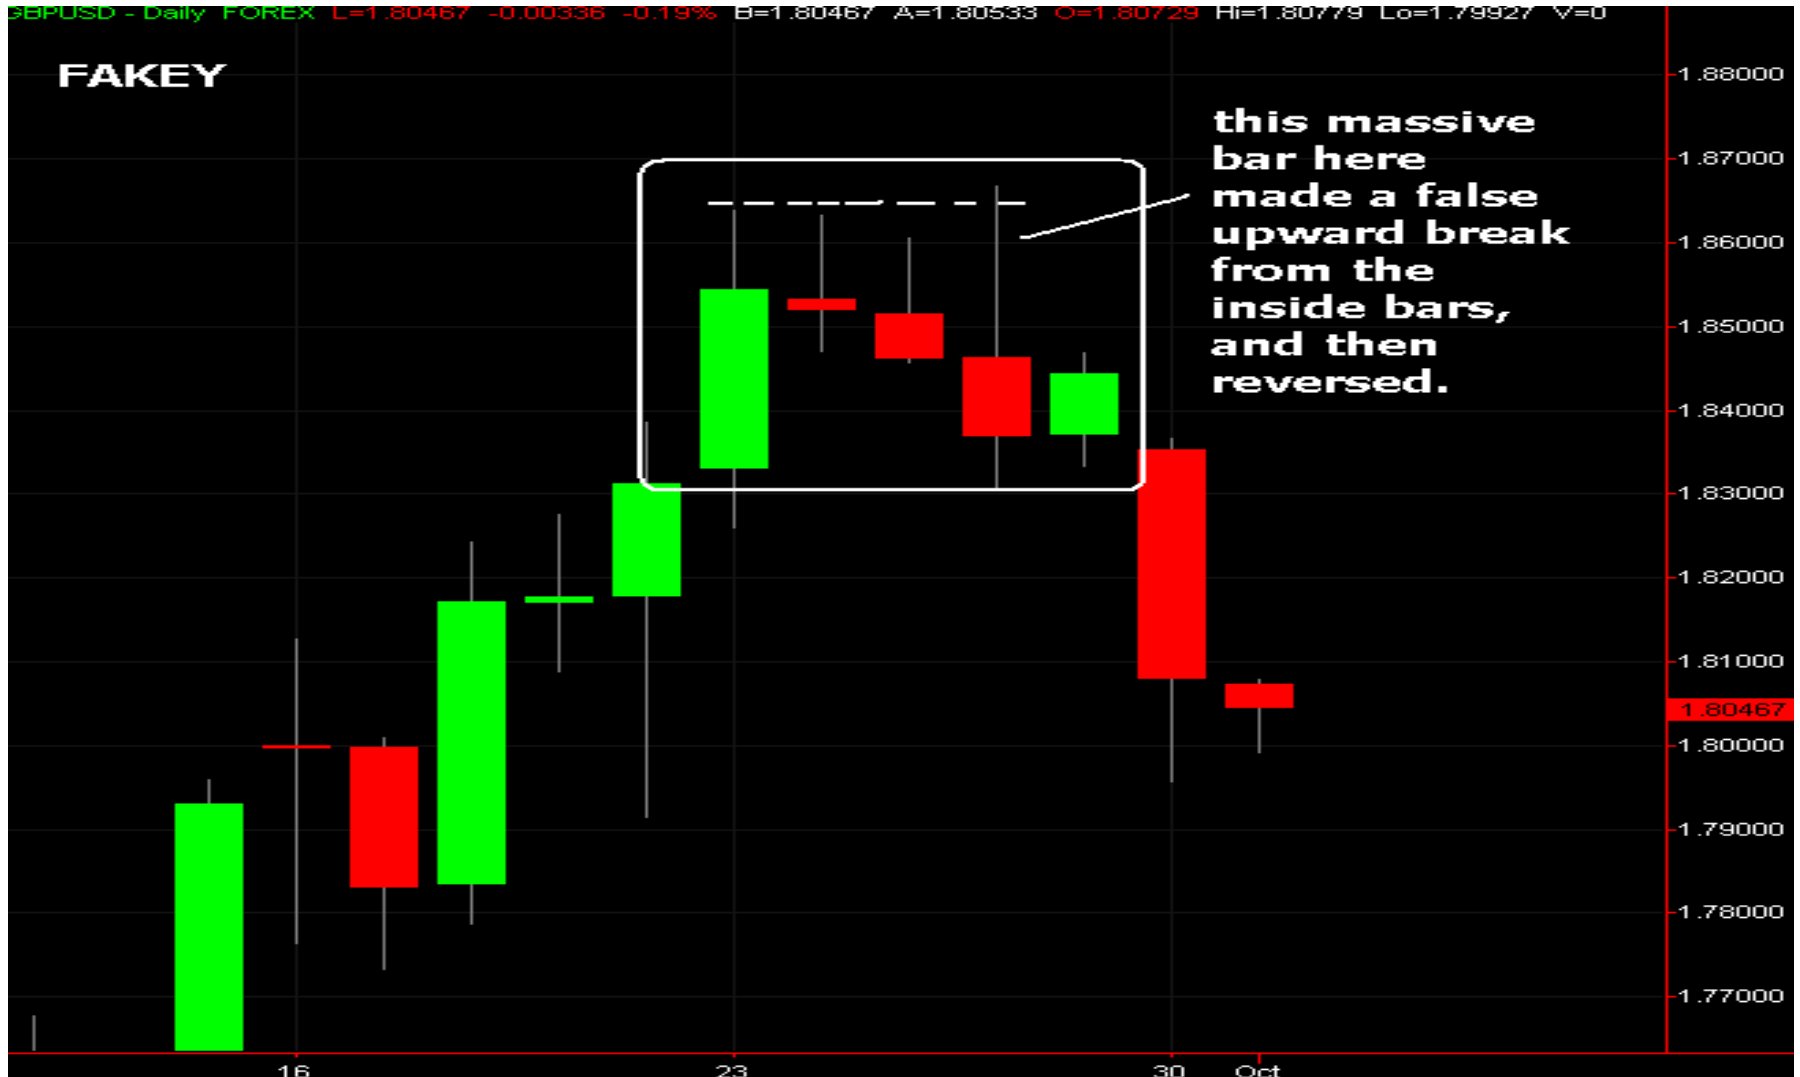 GBPUSD - Daily FOREX L=1.80467 -0.00336 -0.19% B=1.80467 A=1.80533 O=1.80729 Hi=1.80779 Lo=1.79927 V=0
FAKEY
this massive
bar here
made a false
upward break
from the
inside bars,
and then
reversed.
1.88000
1.87000
1.86000
1.85000
1.84000
1.83000
1.82000
1.81000
1.80467
1.80000
1.79000
1.78000
1.77000
16 23 30 Oct